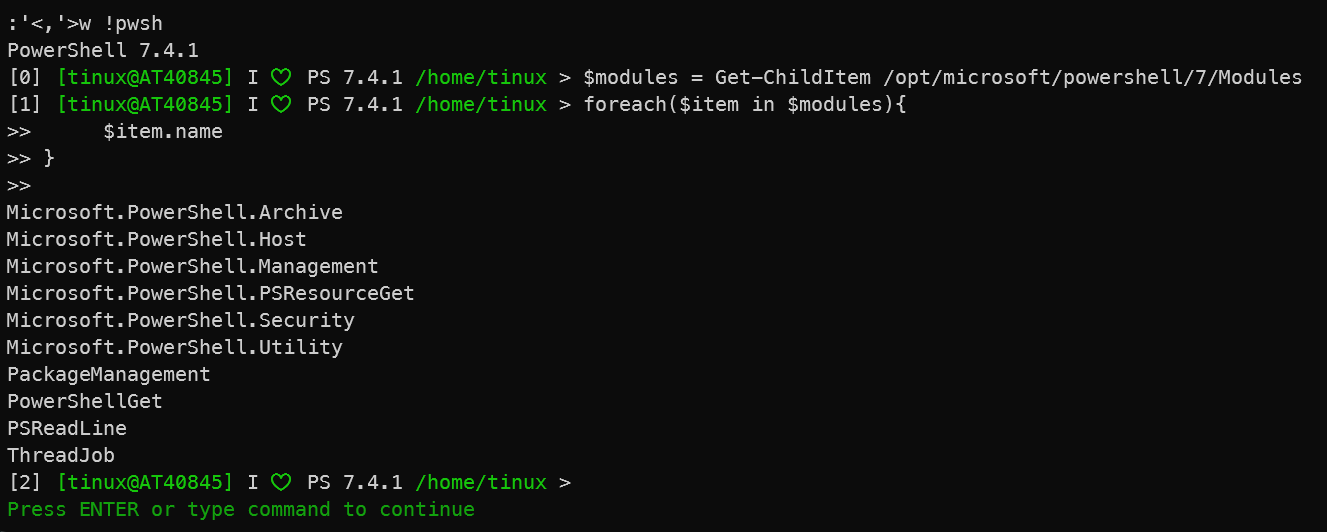 :'<,'>w !pwsh
PowerShell 7.4.1
[0] [tinux@AT40845] I ♡ PS 7.4.1 /home/tinux > $modules = Get-ChildItem /opt/microsoft/powershell/7/Modules
[1] [tinux@AT40845] I ♡ PS 7.4.1 /home/tinux > foreach($item in $modules){
>>      $item.name
>> }
>>
Microsoft.PowerShell.Archive
Microsoft.PowerShell.Host
Microsoft.PowerShell.Management
Microsoft.PowerShell.PSResourceGet
Microsoft.PowerShell.Security
Microsoft.PowerShell.Utility
PackageManagement
PowerShellGet
PSReadLine
ThreadJob
[2] [tinux@AT40845] I ♡ PS 7.4.1 /home/tinux >
Press ENTER or type command to continue